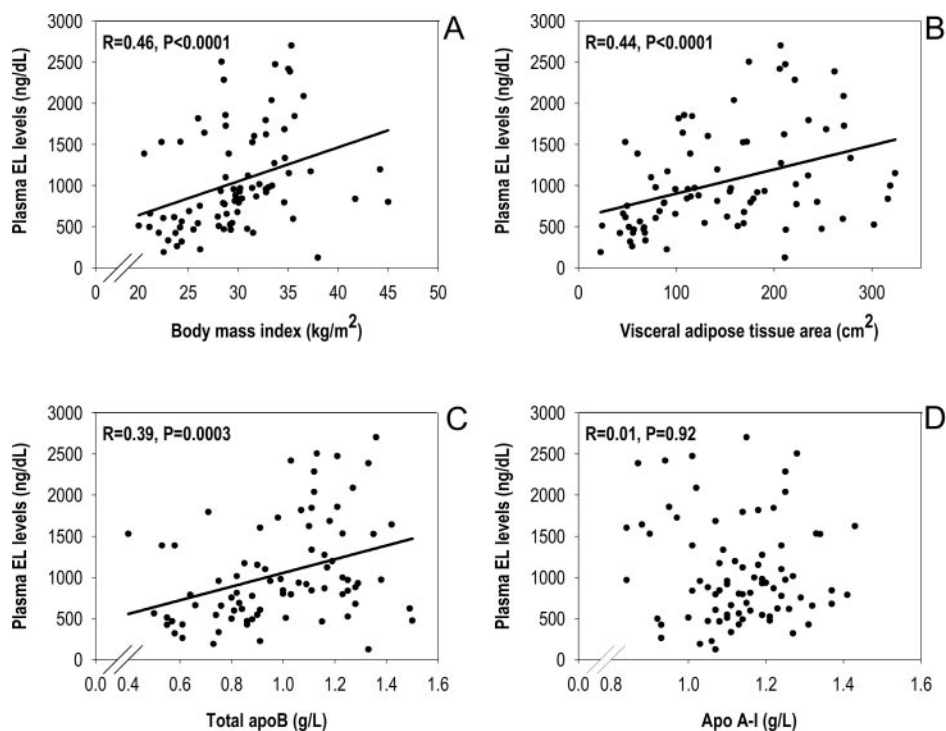 A
R=0.46, P<0.0001
Plasma EL levels (ng/dL)
3000
2500
2000
1500
1000
500
0
0 20 25 30 35 40 45 50
Body mass index (kg/m²)
B
R=0.44, P<0.0001
Plasma EL levels (ng/dL)
3000
2500
2000
1500
1000
500
0
0 100 200 300
Visceral adipose tissue area (cm²)
C
R=0.39, P=0.0003
Plasma EL levels (ng/dL)
3000
2500
2000
1500
1000
500
0
0.0 0.4 0.6 0.8 1.0 1.2 1.4 1.6
Total apoB (g/L)
D
R=0.01, P=0.92
Plasma EL levels (ng/dL)
3000
2500
2000
1500
1000
500
0
0.0 0.8 1.0 1.2 1.4 1.6
Apo A-I (g/L)